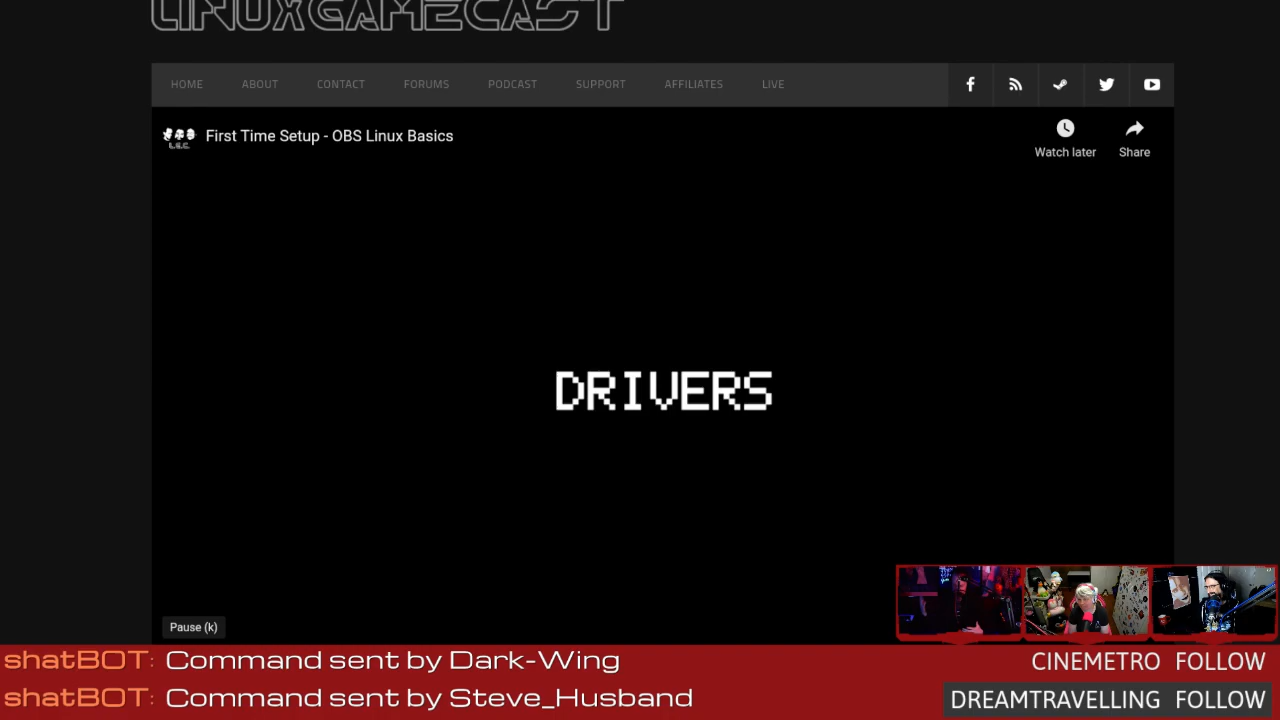 LINUXGAMECAST
HOME ABOUT CONTACT FORUMS PODCAST SUPPORT AFFILIATES LIVE
L.G.C.
First Time Setup - OBS Linux Basics
Watch later
Share
DRIVERS
Pause (k)
shatBOT: Command sent by Dark-Wing
CINEMETRO FOLLOW
shatBOT: Command sent by Steve_Husband
DREAMTRAVELLING FOLLOW